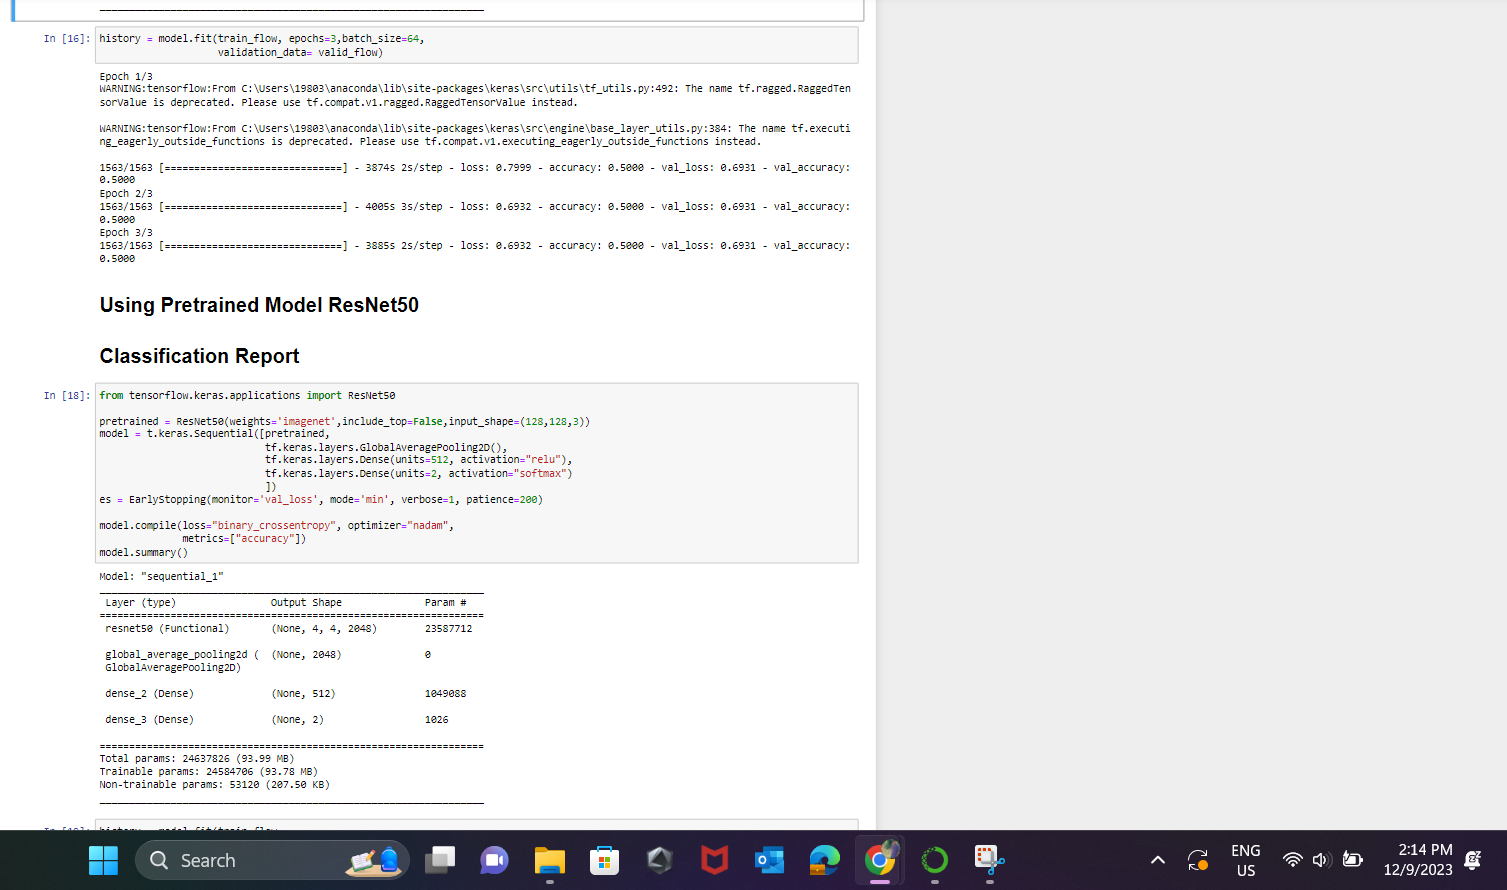 In [16]: history = model.fit(train_flow, epochs=3,batch_size=64,
validation_data= valid_flow)
Epoch 1/3
WARNING:tensorflow:From C:\Users\19803\anaconda\lib\site-packages\keras\src\utils\tf_utils.py:492: The name tf.ragged.RaggedTen
sorValue is deprecated. Please use tf.compat.v1.ragged.RaggedTensorValue instead.
WARNING:tensorflow:From C:\Users\19803\anaconda\lib\site-packages\keras\src\engine\base_layer_utils.py:384: The name tf.executi
ng_eagerly_outside_functions is deprecated. Please use tf.compat.v1.executing_eagerly_outside_functions instead.
1563/1563 [==============================] - 3874s 2s/step - loss: 0.7999 - accuracy: 0.5000 - val_loss: 0.6931 - val_accuracy:
0.5000
Epoch 2/3
1563/1563 [==============================] - 4005s 3s/step - loss: 0.6932 - accuracy: 0.5000 - val_loss: 0.6931 - val_accuracy:
0.5000
Epoch 3/3
1563/1563 [==============================] - 3885s 2s/step - loss: 0.6932 - accuracy: 0.5000 - val_loss: 0.6931 - val_accuracy:
0.5000
Using Pretrained Model ResNet50
Classification Report
In [18]: from tensorflow.keras.applications import ResNet50
pretrained = ResNet50(weights='imagenet',include_top=False,input_shape=(128,128,3))
model = t.keras.Sequential([pretrained,
tf.keras.layers.GlobalAveragePooling2D(),
tf.keras.layers.Dense(units=512, activation="relu"),
tf.keras.layers.Dense(units=2, activation="softmax")
])
es = EarlyStopping(monitor='val_loss', mode='min', verbose=1, patience=200)
model.compile(loss="binary_crossentropy", optimizer="nadam",
metrics=["accuracy"])
model.summary()
Model: "sequential_1"
Layer (type) Output Shape Param #
resnet50 (Functional) (None, 4, 4, 2048) 23587712
global_average_pooling2d ( (None, 2048) 0
GlobalAveragePooling2D)
dense_2 (Dense) (None, 512) 1049088
dense_3 (Dense) (None, 2) 1026
Total params: 24637826 (93.99 MB)
Trainable params: 24584706 (93.78 MB)
Non-trainable params: 53120 (207.50 KB)
Search
ENG
US
2:14 PM
12/9/2023